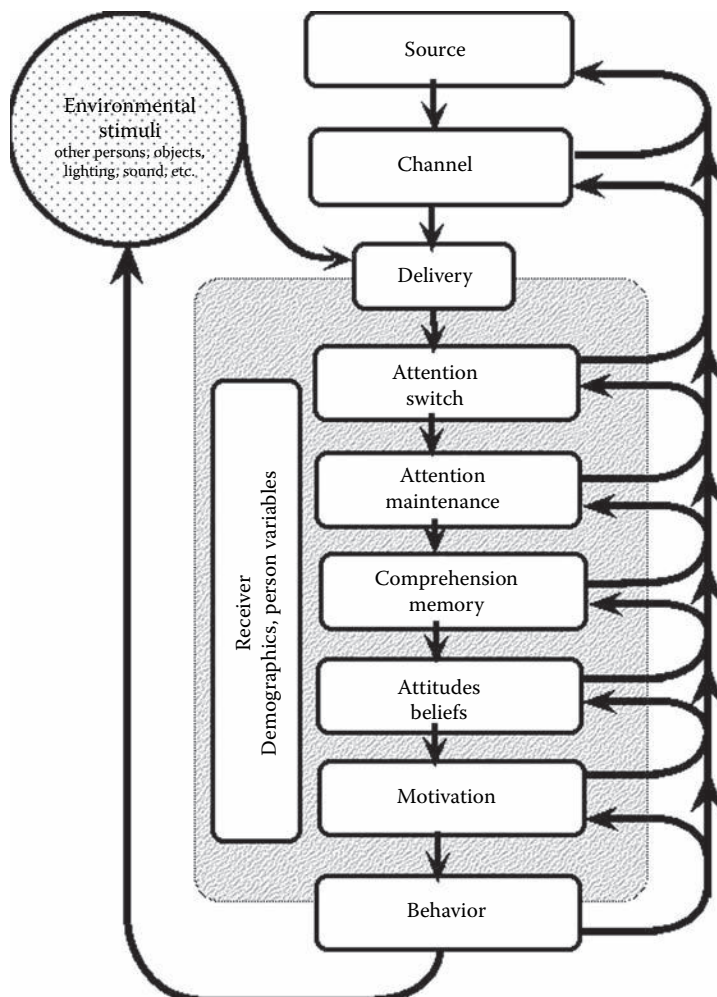 Source
Environmental
stimuli
other persons, objects,
lighting, sound, etc.
Channel
Delivery
Attention
switch
Attention
maintenance
Comprehension
memory
Receiver
Demographics, person variables
Attitudes
beliefs
Motivation
Behavior